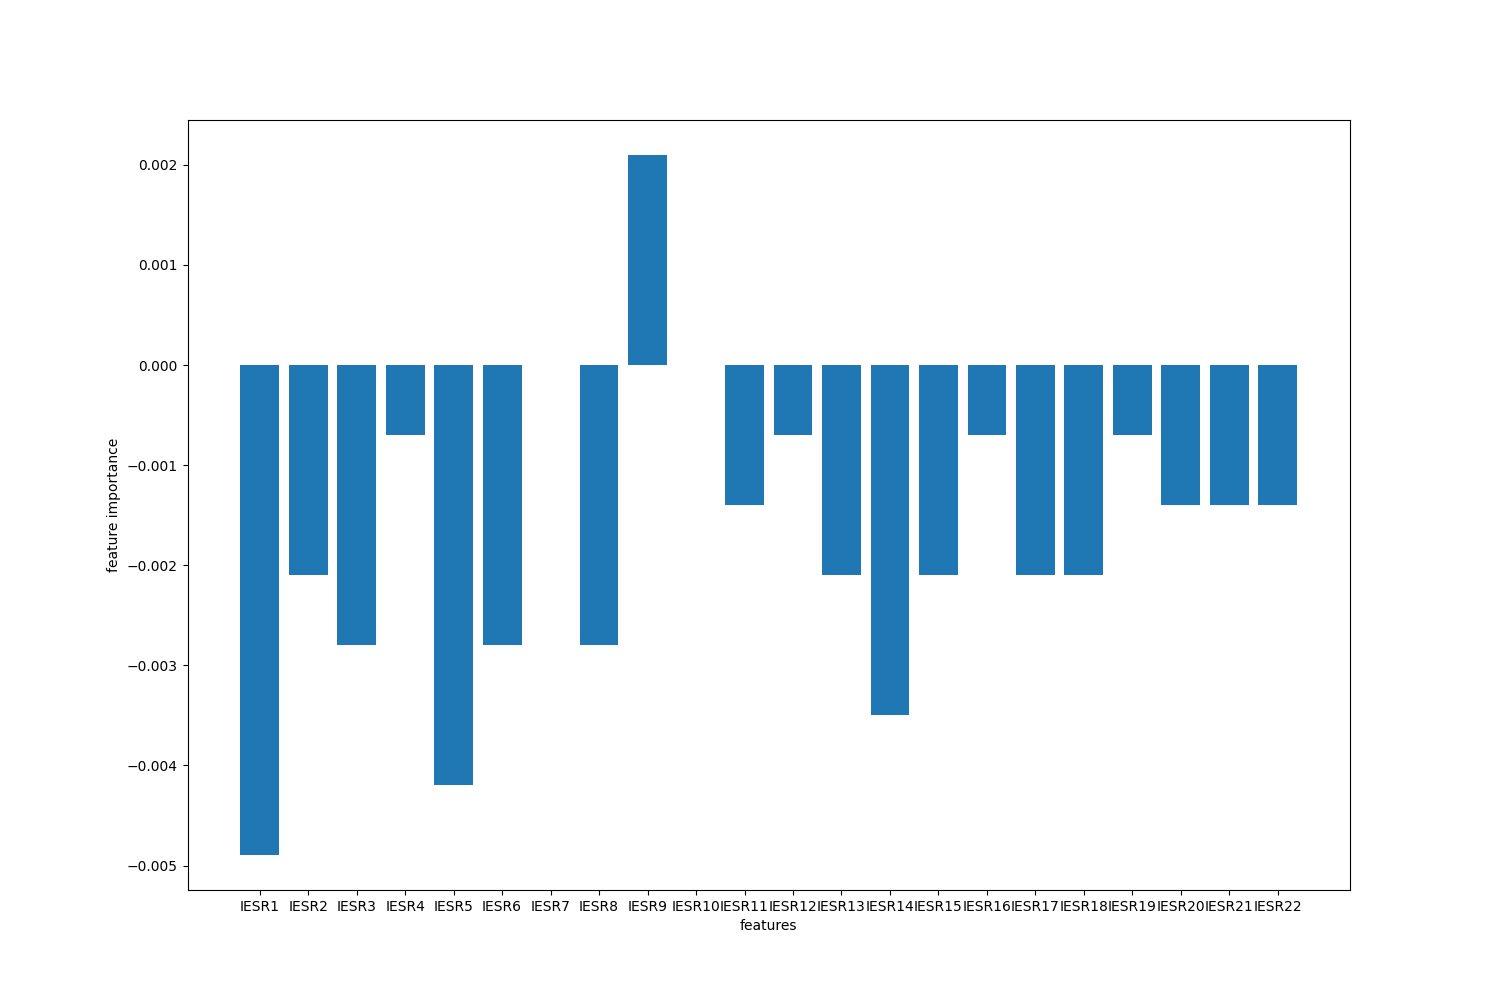 0.002
0.001
0.000
−0.001
−0.002
−0.003
−0.004
−0.005
feature importance
IESR1 IESR2 IESR3 IESR4 IESR5 IESR6 IESR7 IESR8 IESR9 IESR10 IESR11 IESR12 IESR13 IESR14 IESR15 IESR16 IESR17 IESR18 IESR19 IESR20 IESR21 IESR22
features